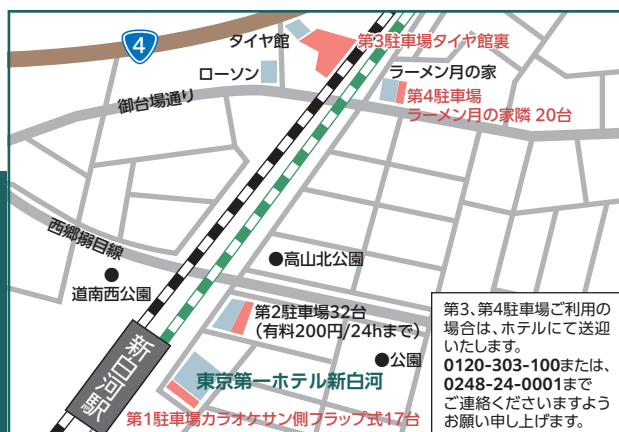 4
タイヤ館
第3駐車場タイヤ館裏
ローソン
ラーメン月の家
御台場通り
第4駐車場
ラーメン月の家隣 20台
西郷搦目線
●高山北公園
道南西公園
第2駐車場32台
(有料200円/24hまで)
●公園
新白河駅
東京第一ホテル新白河
第1駐車場カラオケサン側フラップ式17台
第3、第4駐車場ご利用の
場合は、ホテルにて送迎
いたします。
0120-303-100または、
0248-24-0001まで
ご連絡くださいますよう
お願い申し上げます。